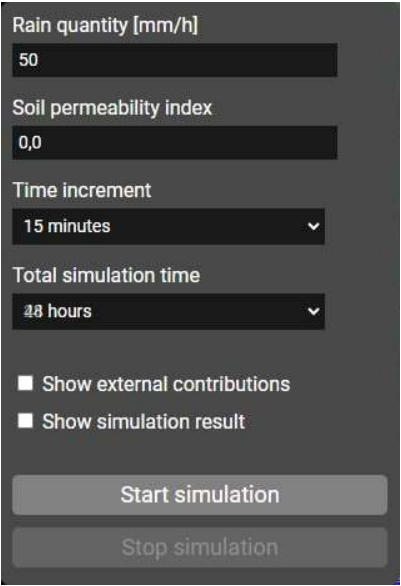 Rain quantity [mm/h]
50
Soil permeability index
0,0
Time increment
15 minutes
Total simulation time
hours
Show external contributions
Show simulation result
Start simulation
Stop simulation